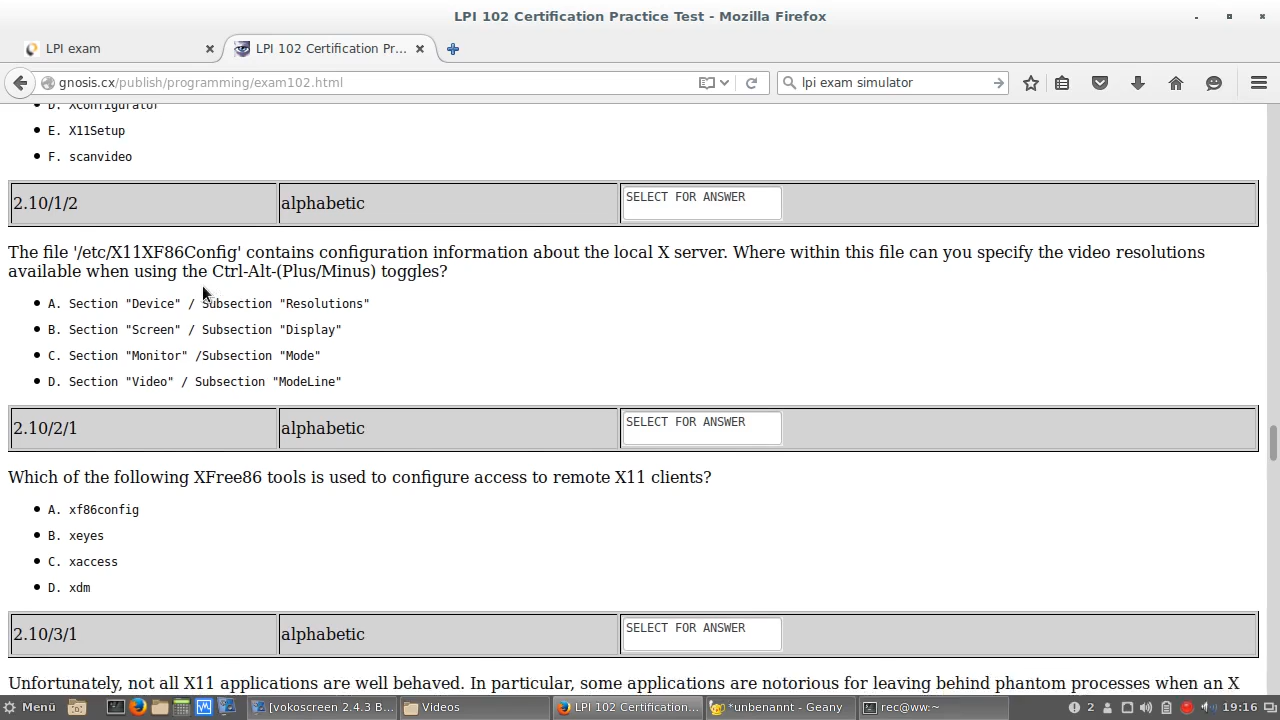 LPI 102 Certification Practice Test - Mozilla Firefox
LPI exam
LPI 102 Certification Pr...
gnosis.cx/publish/programming/exam102.html
lpi exam simulator
D. XConfigurator
E. X11Setup
F. scanvideo
2.10/1/2 alphabetic SELECT FOR ANSWER
The file '/etc/X11XF86Config' contains configuration information about the local X server. Where within this file can you specify the video resolutions
available when using the Ctrl-Alt-(Plus/Minus) toggles?
A. Section "Device" / Subsection "Resolutions"
B. Section "Screen" / Subsection "Display"
C. Section "Monitor" /Subsection "Mode"
D. Section "Video" / Subsection "ModeLine"
2.10/2/1 alphabetic SELECT FOR ANSWER
Which of the following XFree86 tools is used to configure access to remote X11 clients?
A. xf86config
B. xeyes
C. xaccess
D. xdm
2.10/3/1 alphabetic SELECT FOR ANSWER
Unfortunately, not all X11 applications are well behaved. In particular, some applications are notorious for leaving behind phantom processes when an X
Menü [vokoscreen 2.4.3 B... Videos LPI 102 Certification... *unbenannt - Geany rec@ww:~ 2 19:16